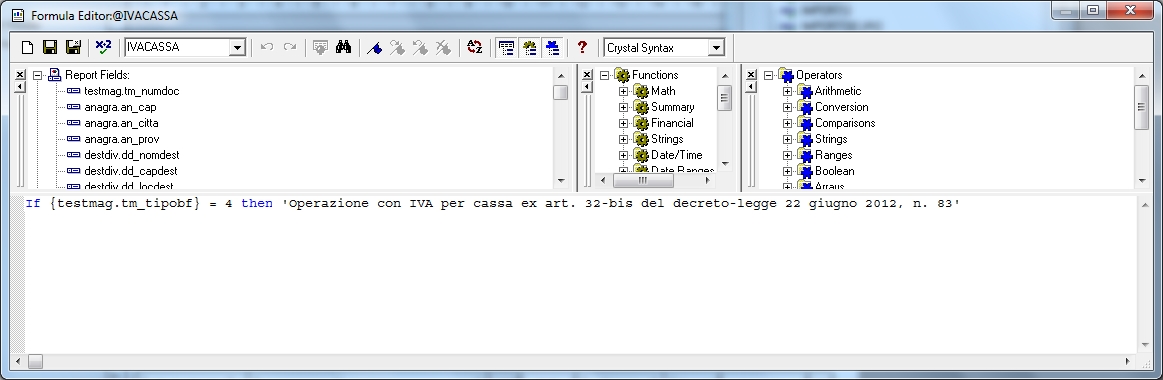 Formula Editor:@IVACASSA
IVACASSA
Crystal Syntax
Report Fields:
testmag.tm_numdoc
anagra.an_cap
anagra.an_citta
anagra.an_prov
destdiv.dd_nomdest
destdiv.dd_capdest
destdiv.dd_locdest
Functions
Math
Summary
Financial
Strings
Date/Time
Date Ranges
Operators
Arithmetic
Conversion
Comparisons
Strings
Ranges
Boolean
Arrays
If {testmag.tm_tipobf} = 4 then 'Operazione con IVA per cassa ex art. 32-bis del decreto-legge 22 giugno 2012, n. 83'